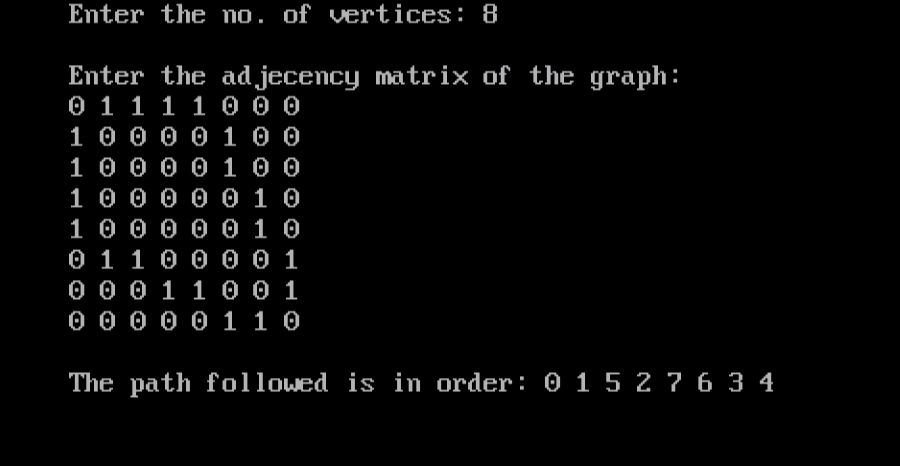 Enter the no. of vertices: 8
Enter the adjecency matrix of the graph:
0 1 1 1 1 0 0 0
1 0 0 0 0 1 0 0
1 0 0 0 0 1 0 0
1 0 0 0 0 0 1 0
1 0 0 0 0 0 1 0
0 1 1 0 0 0 0 1
0 0 0 1 1 0 0 1
0 0 0 0 0 1 1 0
The path followed is in order: 0 1 5 2 7 6 3 4